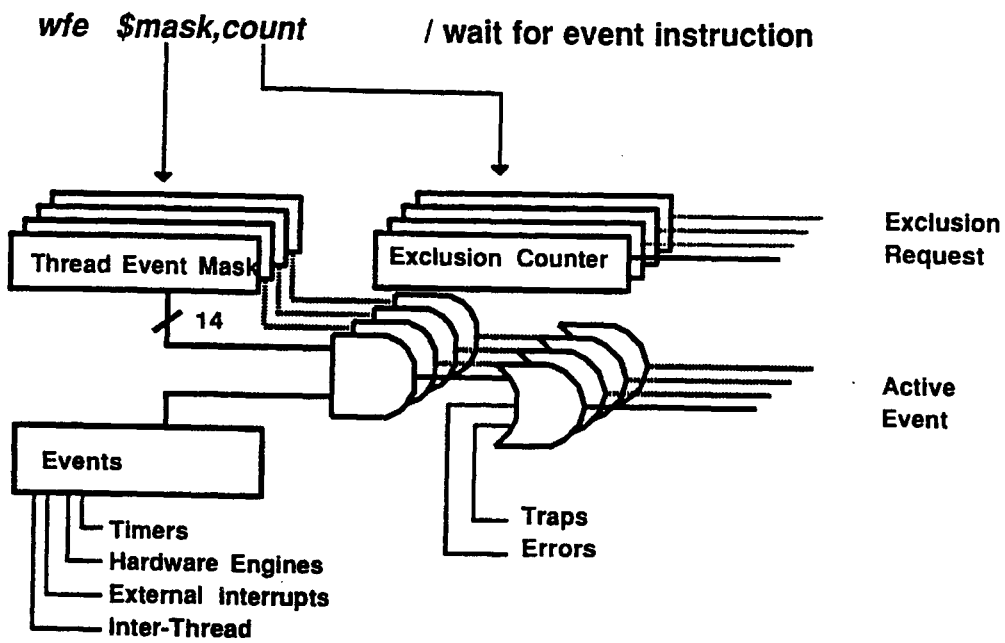 wfe $mask,count / wait for event instruction
Exclusion
Request
Thread Event Mask
Exclusion Counter
14
Active
Event
Events
Timers
Hardware Engines
External interrupts
Inter-Thread
Traps
Errors